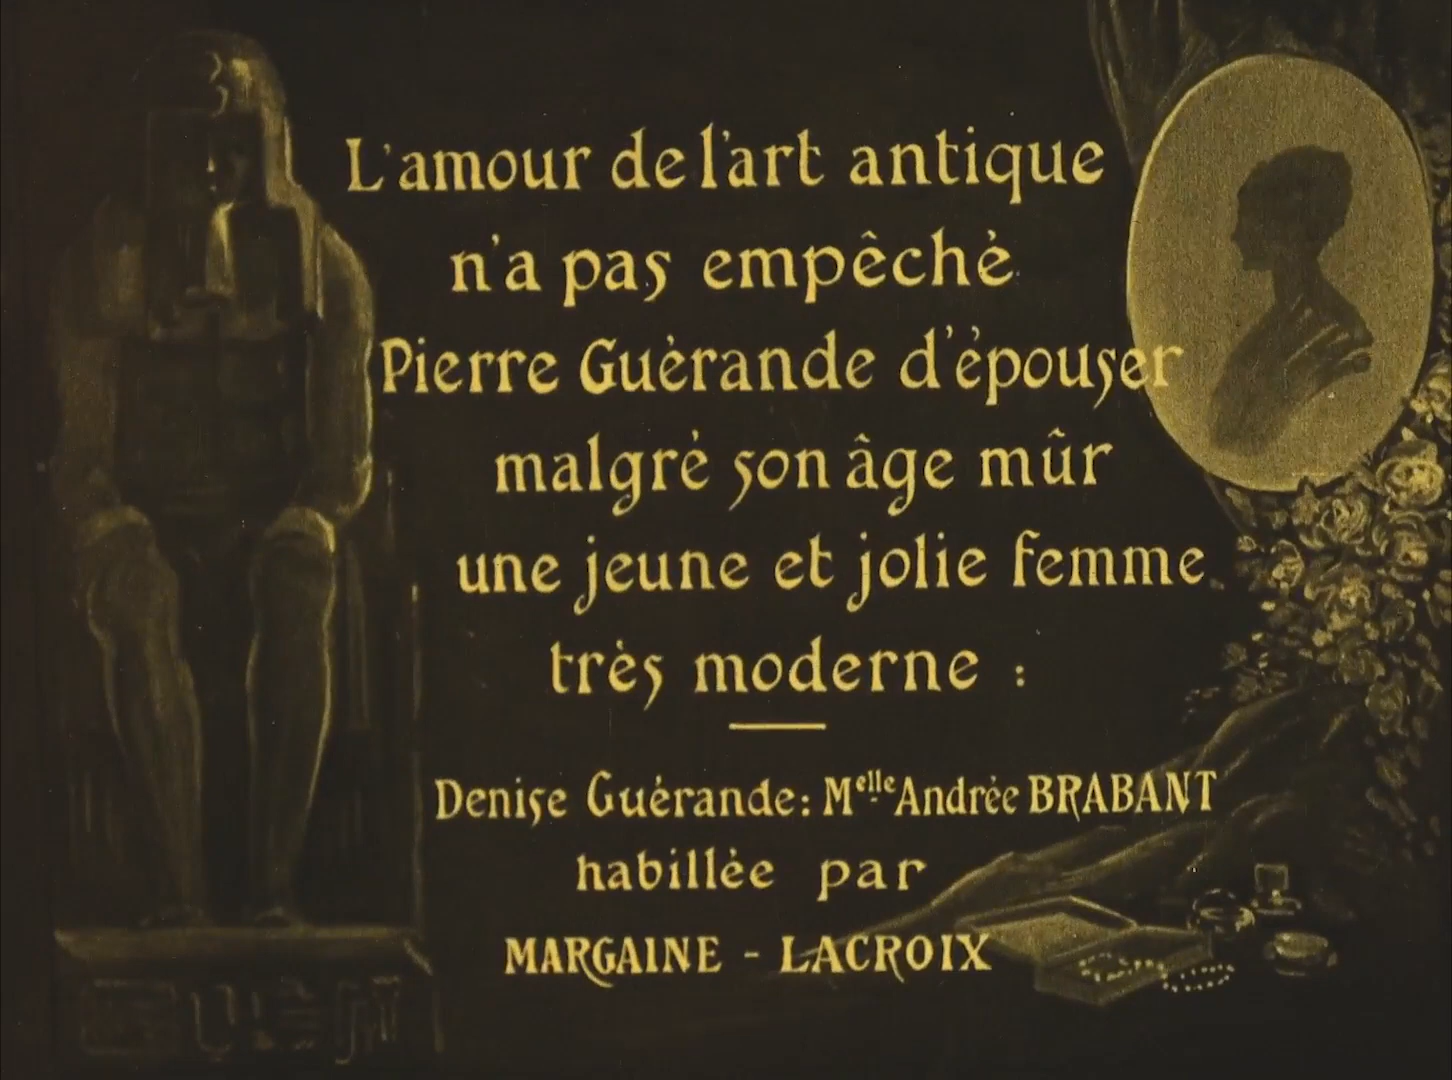 L'amour de l'art antique
n'a pas empêché
Pierre Guérande d'épouser
malgré son âge mûr
une jeune et jolie femme
très moderne :
Denise Guérande : Melle Andrée BRABANT
habillée par
MARGAINE - LACROIX